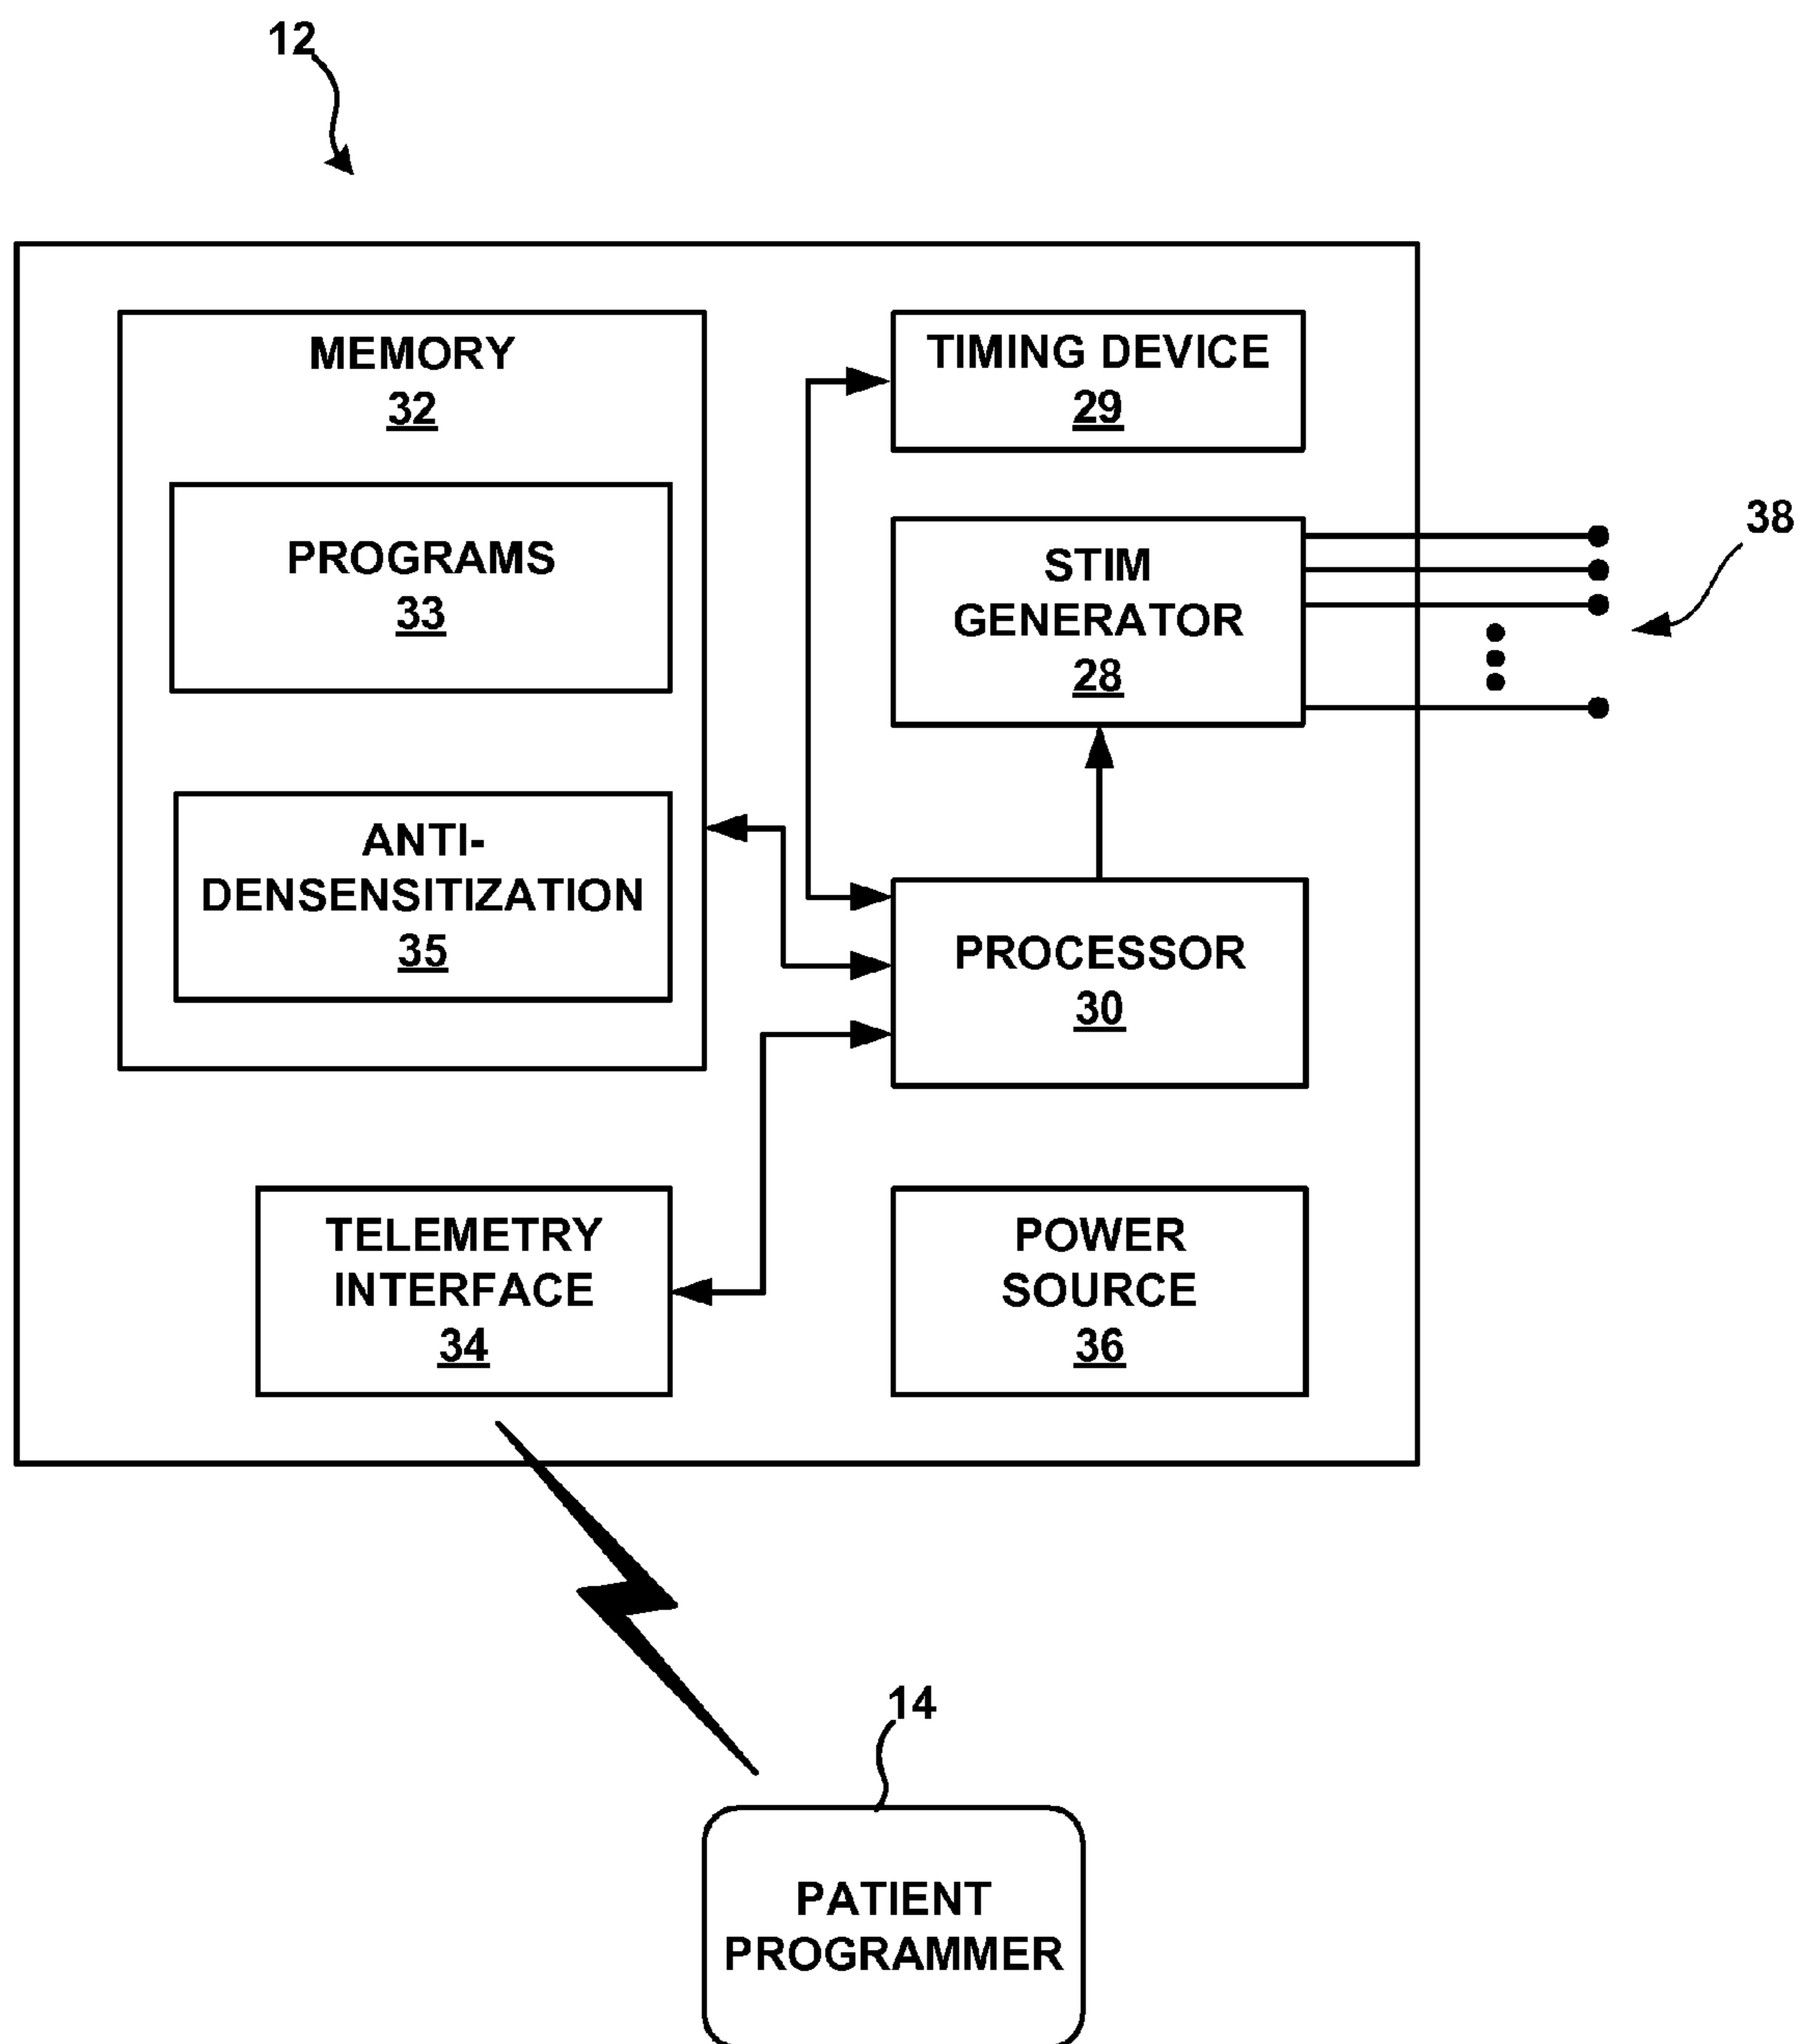 12
MEMORY
32
PROGRAMS
33
ANTI-
DENSENSITIZATION
35
TIMING DEVICE
29
STIM
GENERATOR
28
38
PROCESSOR
30
TELEMETRY
INTERFACE
34
POWER
SOURCE
36
14
PATIENT
PROGRAMMER